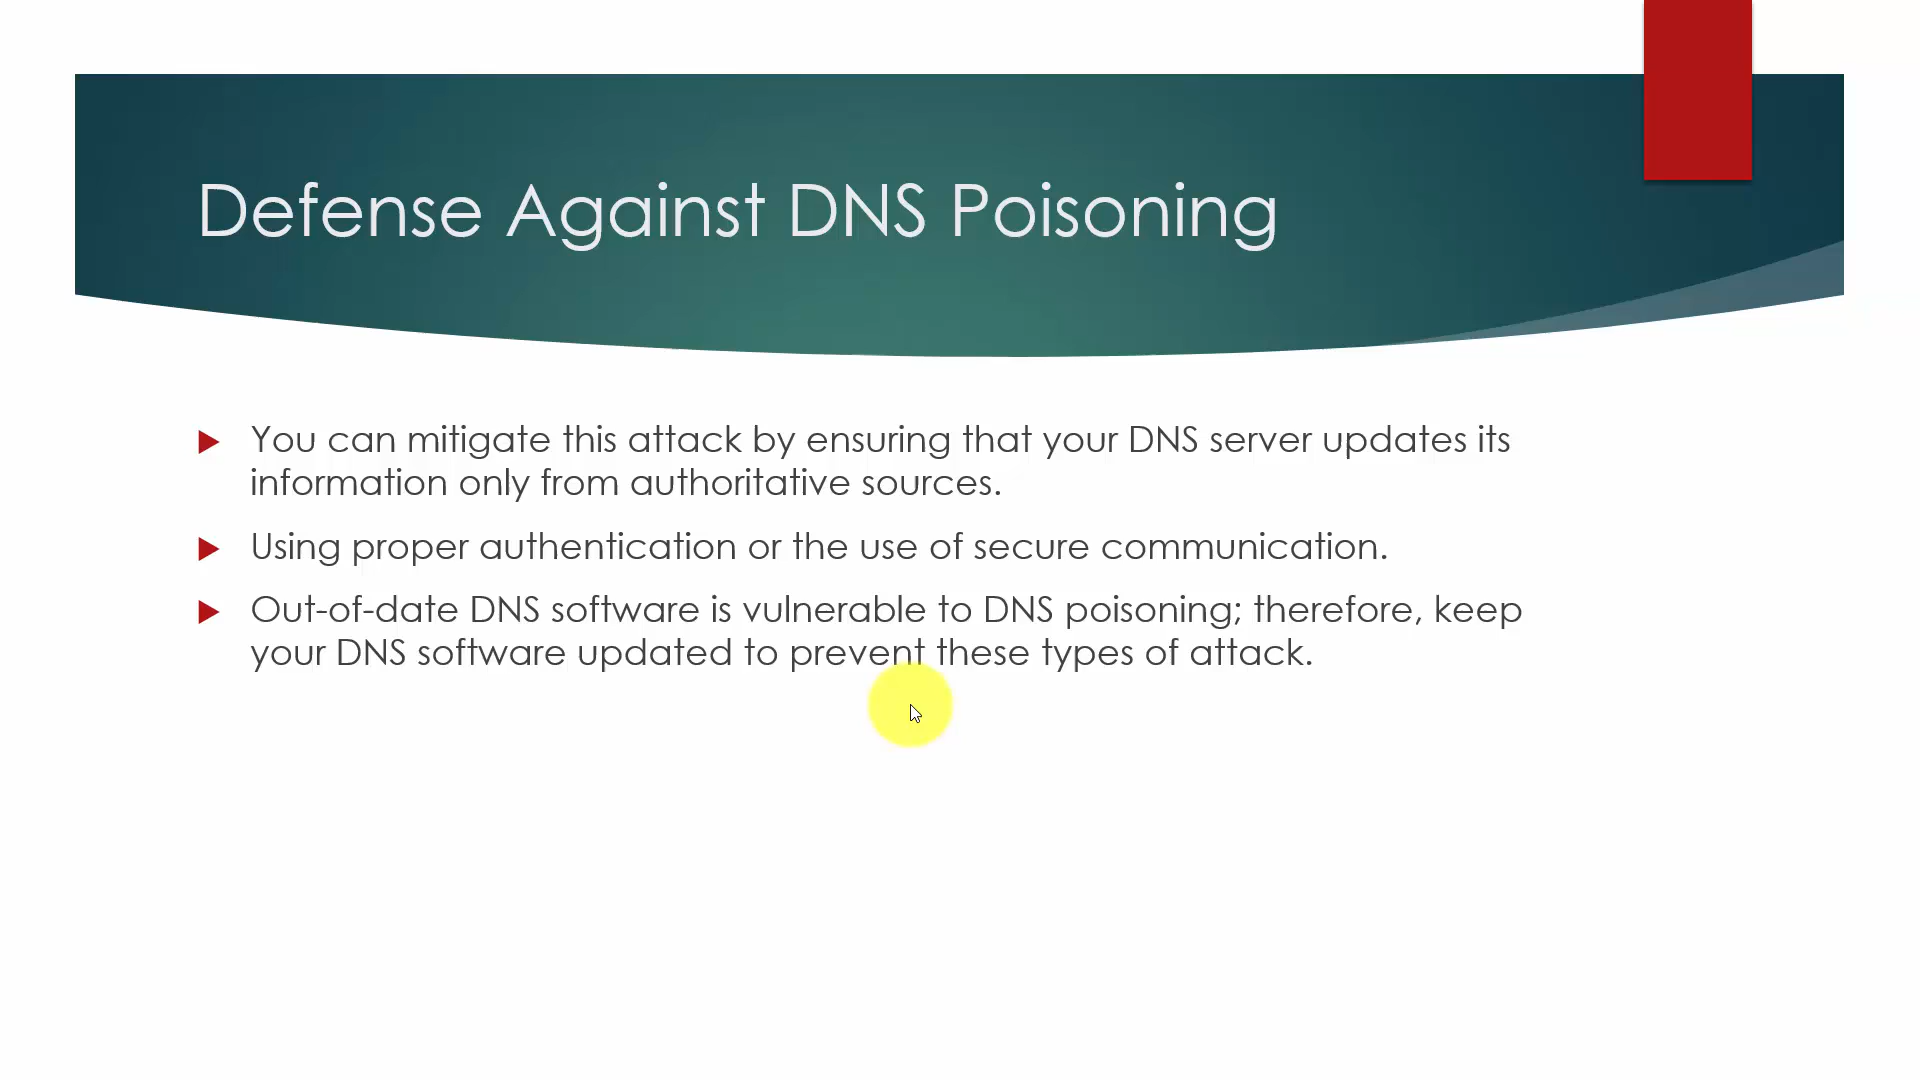 Defense Against DNS Poisoning
You can mitigate this attack by ensuring that your DNS server updates its
information only from authoritative sources.
Using proper authentication or the use of secure communication.
Out-of-date DNS software is vulnerable to DNS poisoning; therefore, keep
your DNS software updated to prevent these types of attack.